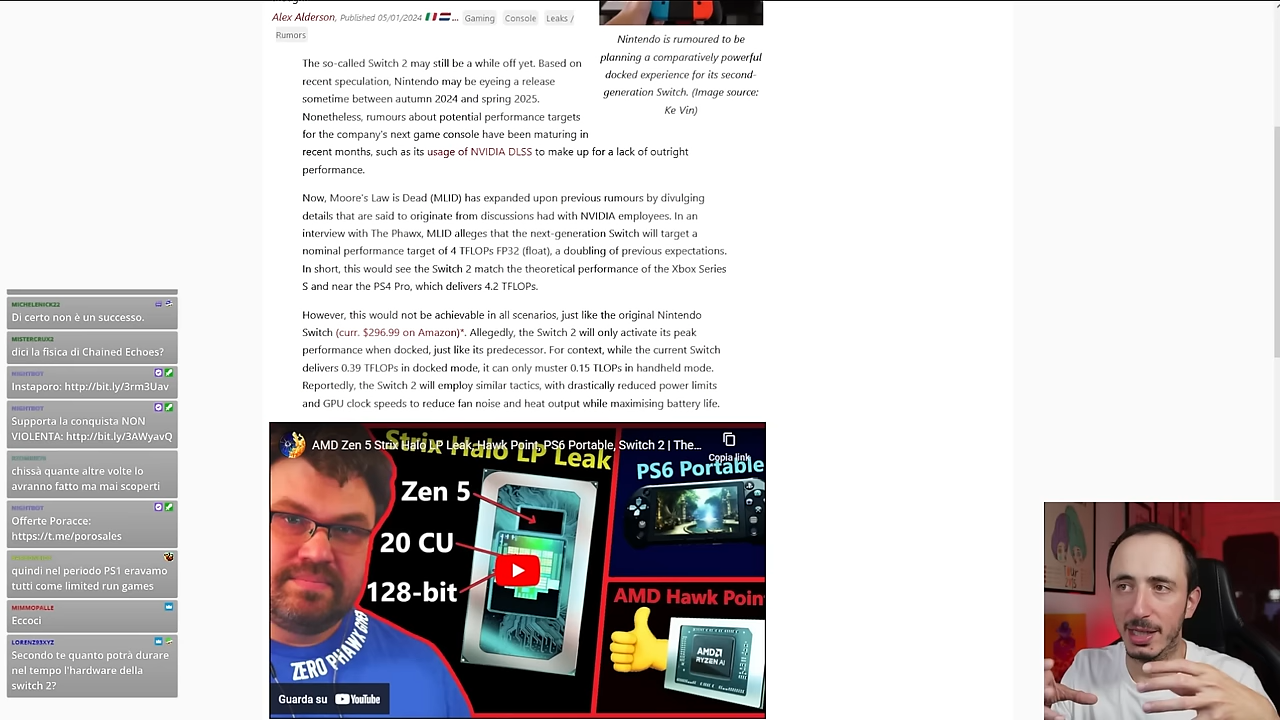 Alex Alderson, Published 05/01/2024 ... Gaming Console Leaks /
Rumors
The so-called Switch 2 may still be a while off yet. Based on
recent speculation, Nintendo may be eyeing a release
sometime between autumn 2024 and spring 2025.
Nonetheless, rumours about potential performance targets
for the company's next game console have been maturing in
recent months, such as its usage of NVIDIA DLSS to make up for a lack of outright
performance.
Nintendo is rumoured to be
planning a comparatively powerful
docked experience for its second-
generation Switch. (Image source:
Ke Vin)
Now, Moore's Law is Dead (MLID) has expanded upon previous rumours by divulging
details that are said to originate from discussions had with NVIDIA employees. In an
interview with The Phawx, MLID alleges that the next-generation Switch will target a
nominal performance target of 4 TFLOPs FP32 (float), a doubling of previous expectations.
In short, this would see the Switch 2 match the theoretical performance of the Xbox Series
S and near the PS4 Pro, which delivers 4.2 TFLOPs.
However, this would not be achievable in all scenarios, just like the original Nintendo
Switch (curr. $296.99 on Amazon)*. Allegedly, the Switch 2 will only activate its peak
performance when docked, just like its predecessor. For context, while the current Switch
delivers 0.39 TFLOPs in docked mode, it can only muster 0.15 TLOPs in handheld mode.
Reportedly, the Switch 2 will employ similar tactics, with drastically reduced power limits
and GPU clock speeds to reduce fan noise and heat output while maximising battery life.
AMD Zen 5 Strix Halo LP Leak, Hawk Point, PS6 Portable, Switch 2 | The...
Copia link
Strix Halo LP Leak
Zen 5
20 CU
128-bit
PS6 Portable
AMD Hawk Poin
AMD
RYZEN AI
ZERO PHAWX GIVE
Guarda su YouTube
MICHELENICK22
Di certo non è un successo.
MISTERCRUX2
dici la fisica di Chained Echoes?
NIGHTBOT
Instaporo: http://bit.ly/3rm3Uav
NIGHTBOT
Supporta la conquista NON
VIOLENTA: http://bit.ly/3AWyavQ
chissà quante altre volte lo
avranno fatto ma mai scoperti
NIGHTBOT
Offerte Poracce:
https://t.me/porosales
quindi nel periodo PS1 eravamo
tutti come limited run games
MIMMOPALLE
Eccoci
LORENZ83XYZ
Secondo te quanto potrà durare
nel tempo l'hardware della
switch 2?